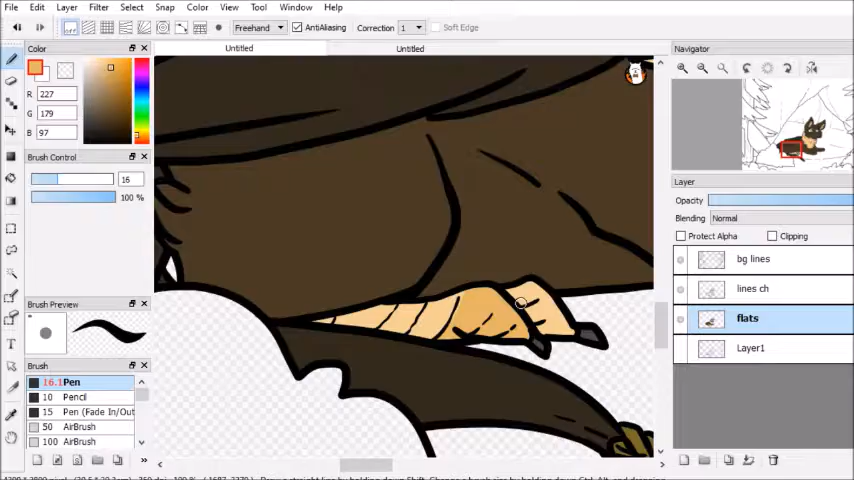 File Edit Layer Filter Select Snap Color View Tool Window Help
off Freehand AntiAliasing Correction 1 Soft Edge
Color Untitled Untitled Navigator
R 227
G 179
B 97
Brush Control
16
100 %
Layer
Opacity
Blending Normal
Protect Alpha Clipping
bg lines
lines ch
flats
Layer1
Brush Preview
Brush
16.1 Pen
10 Pencil
15 Pen (Fade In/Out
50 AirBrush
100 AirBrush